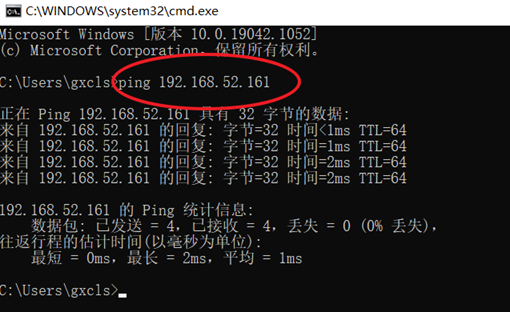 C:\WINDOWS\system32\cmd.exe
Microsoft Windows [版本 10.0.19042.1052]
(c) Microsoft Corporation。保留所有权利。
C:\Users\gxcls>ping 192.168.52.161
正在 Ping 192.168.52.161 具有 32 字节的数据:
来自 192.168.52.161 的回复: 字节=32 时间<1ms TTL=64
来自 192.168.52.161 的回复: 字节=32 时间=1ms TTL=64
来自 192.168.52.161 的回复: 字节=32 时间=2ms TTL=64
来自 192.168.52.161 的回复: 字节=32 时间=2ms TTL=64
192.168.52.161 的 Ping 统计信息:
数据包: 已发送 = 4，已接收 = 4，丢失 = 0 (0% 丢失)，
往返行程的估计时间(以毫秒为单位):
最短 = 0ms，最长 = 2ms，平均 = 1ms
C:\Users\gxcls>